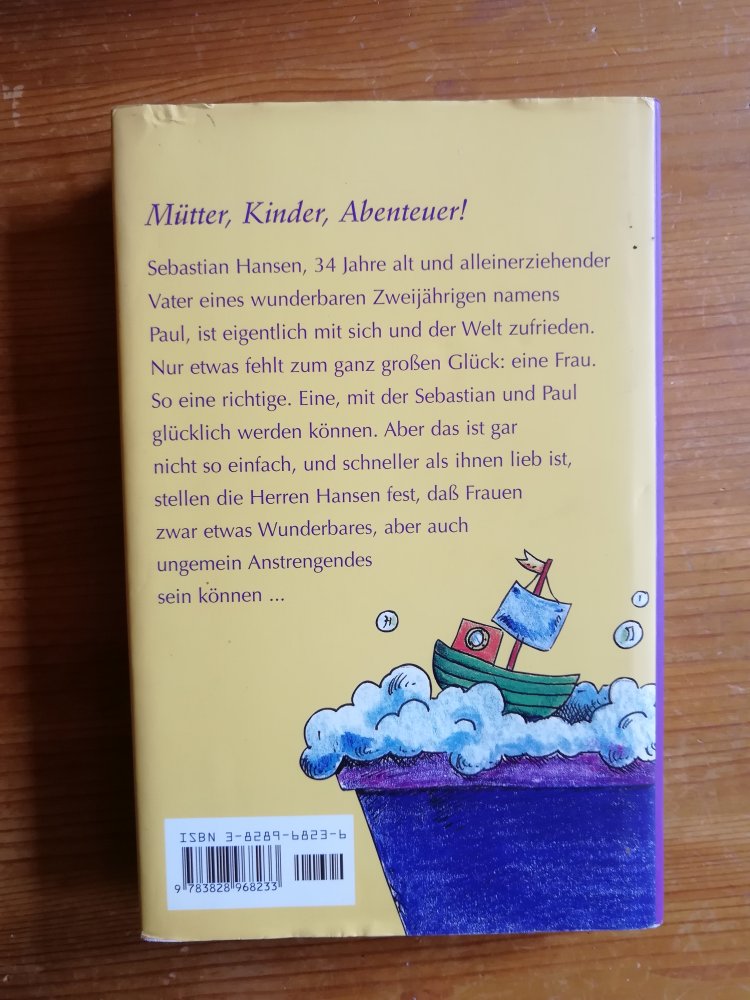 Mütter, Kinder, Abenteuer!
Sebastian Hansen, 34 Jahre alt und alleinerziehender
Vater eines wunderbaren Zweijährigen namens
Paul, ist eigentlich mit sich und der Welt zufrieden.
Nur etwas fehlt zum ganz großen Glück: eine Frau.
So eine richtige. Eine, mit der Sebastian und Paul
glücklich werden können. Aber das ist gar
nicht so einfach, und schneller als ihnen lieb ist,
stellen die Herren Hansen fest, daß Frauen
zwar etwas Wunderbares, aber auch
ungemein Anstrengendes
sein können ...
ISBN 3-8289-6823-6
9 783828 968233